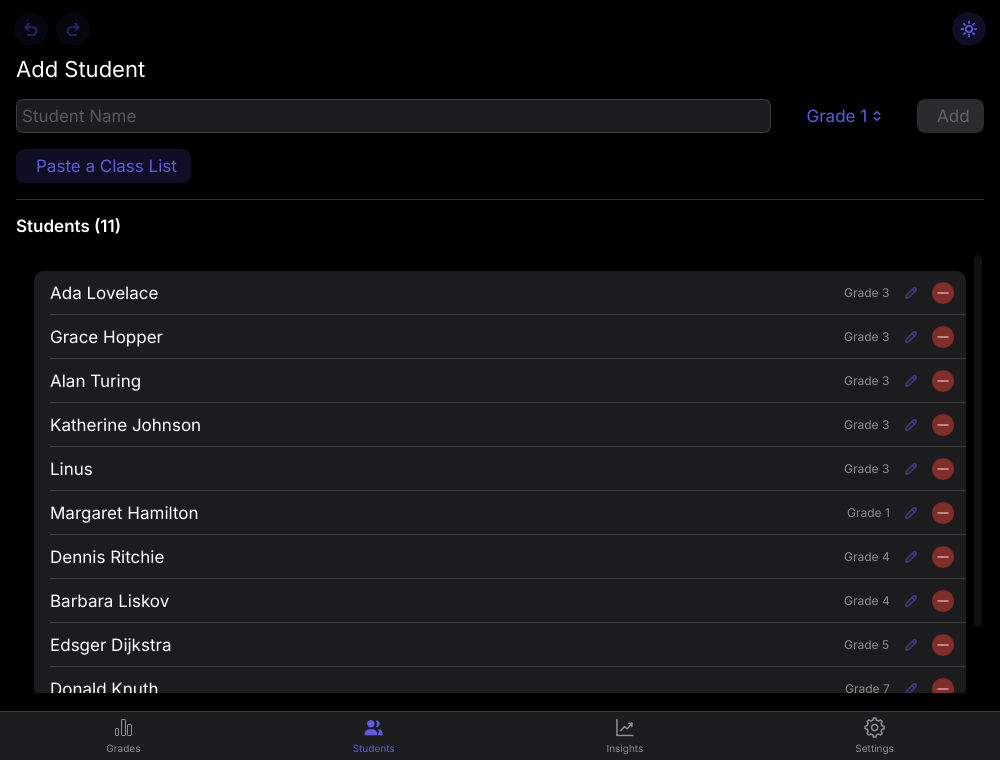 Add Student
Student Name
Grade 1
Add
Paste a Class List
Students (11)
Ada Lovelace Grade 3
Grace Hopper Grade 3
Alan Turing Grade 3
Katherine Johnson Grade 3
Linus Grade 3
Margaret Hamilton Grade 1
Dennis Ritchie Grade 4
Barbara Liskov Grade 4
Edsger Dijkstra Grade 5
Donald Knuth Grade 7
Grades
Students
Insights
Settings